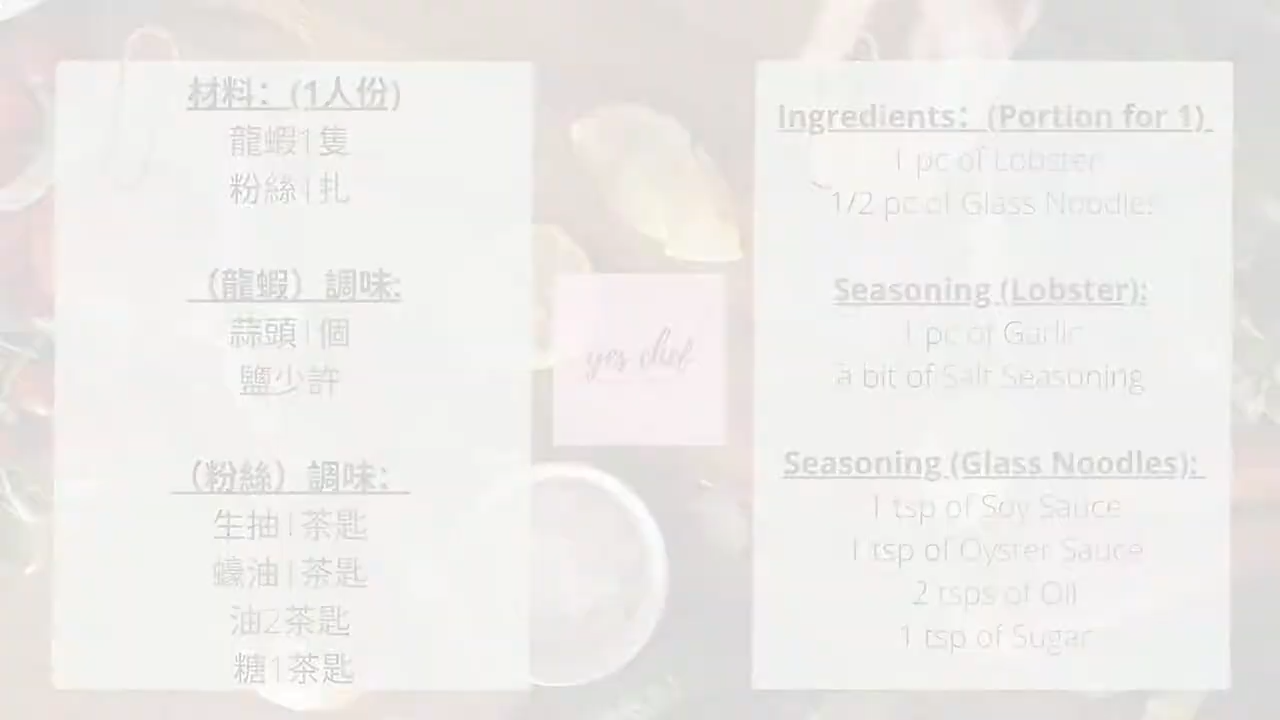 材料：(1人份)
龍蝦1隻
粉絲1扎
（龍蝦）調味:
蒜頭1個
鹽少許
（粉絲）調味：
生抽1茶匙
蠔油1茶匙
油2茶匙
糖1茶匙
yes chef
Ingredients： (Portion for 1)
1 pc of Lobster
1/2 pc of Glass Noodles
Seasoning (Lobster):
1 pc of Garlic
a bit of Salt Seasoning
Seasoning (Glass Noodles):
1 tsp of Soy Sauce
1 tsp of Oyster Sauce
2 tsps of Oil
1 tsp of Sugar